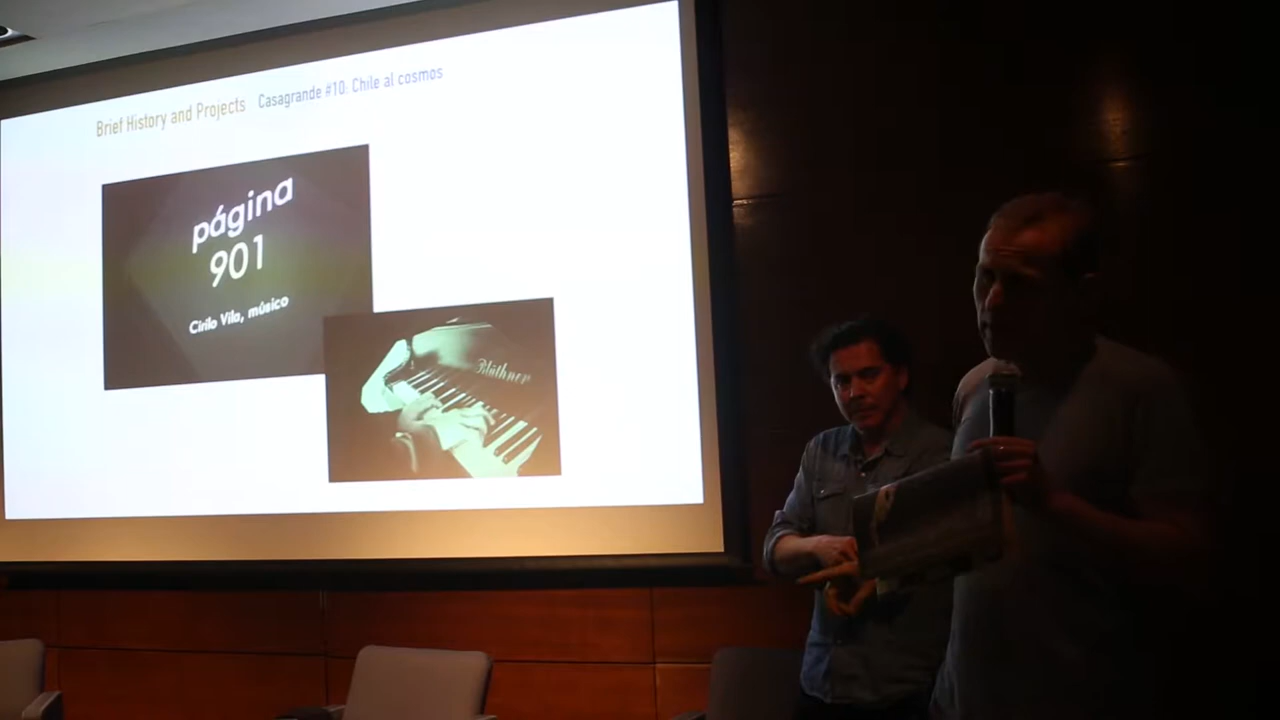 Brief History and Projects Casagrande #10: Chile al cosmos
página
901
Cirilo Vila, músico
Blüthner